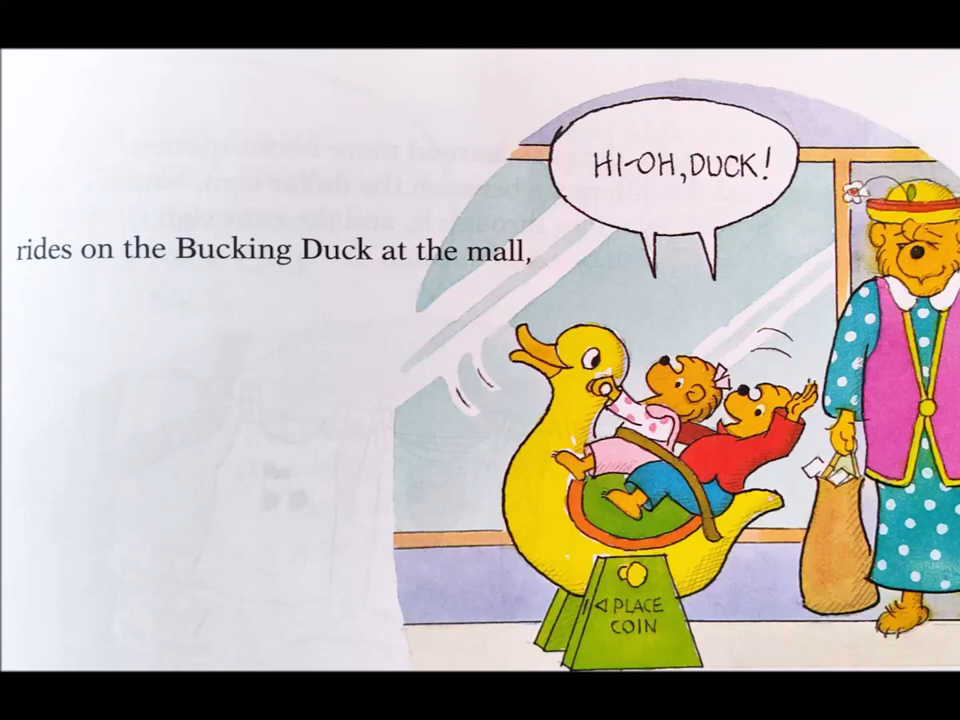 HI-OH, DUCK!
rides on the Bucking Duck at the mall,
◁ PLACE
COIN